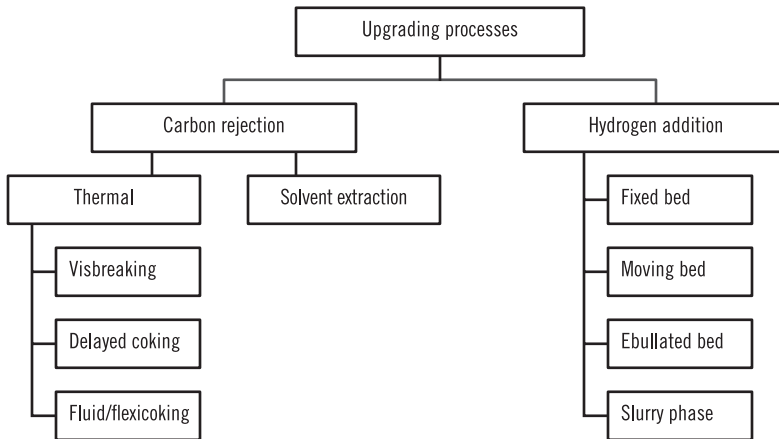 Upgrading processes
Carbon rejection
Hydrogen addition
Thermal
Solvent extraction
Fixed bed
Visbreaking
Moving bed
Delayed coking
Ebullated bed
Fluid/flexicoking
Slurry phase